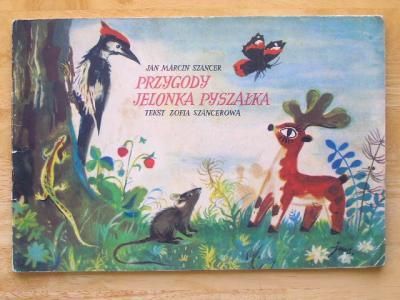 JAN MARCIN SZANCER
PRZYGODY
JELONKA PYSZAŁKA
TEKST ZOFIA SZANCEROWA